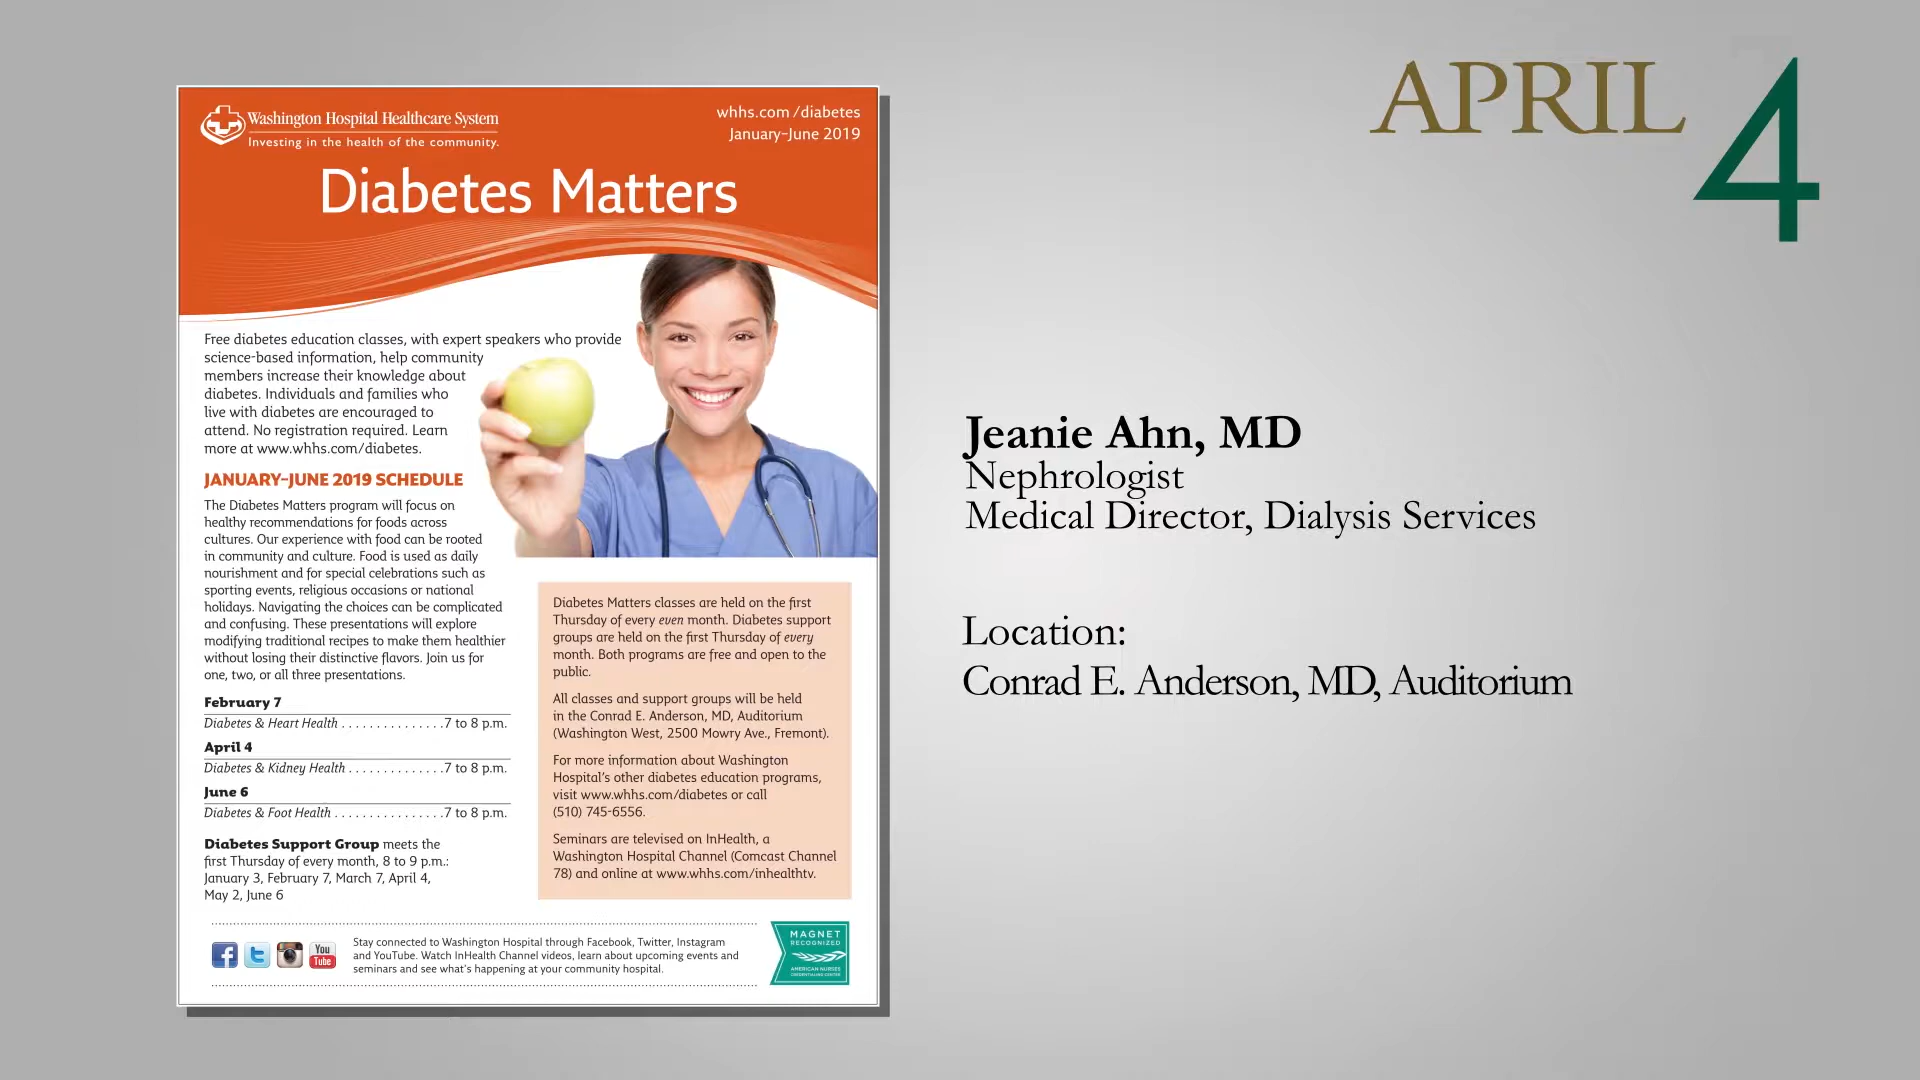 Washington Hospital Healthcare System
Investing in the health of the community.
whhs.com /diabetes
January–June 2019
Diabetes Matters
Free diabetes education classes, with expert speakers who provide
science-based information, help community
members increase their knowledge about
diabetes. Individuals and families who
live with diabetes are encouraged to
attend. No registration required. Learn
more at www.whhs.com/diabetes.
JANUARY–JUNE 2019 SCHEDULE
The Diabetes Matters program will focus on
healthy recommendations for foods across
cultures. Our experience with food can be rooted
in community and culture. Food is used as daily
nourishment and for special celebrations such as
sporting events, religious occasions or national
holidays. Navigating the choices can be complicated
and confusing. These presentations will explore
modifying traditional recipes to make them healthier
without losing their distinctive flavors. Join us for
one, two, or all three presentations.
February 7
Diabetes & Heart Health . . . . . . . . . . . . . . .7 to 8 p.m.
April 4
Diabetes & Kidney Health . . . . . . . . . . . . . .7 to 8 p.m.
June 6
Diabetes & Foot Health . . . . . . . . . . . . . . . .7 to 8 p.m.
Diabetes Support Group meets the
first Thursday of every month, 8 to 9 p.m.:
January 3, February 7, March 7, April 4,
May 2, June 6
Diabetes Matters classes are held on the first
Thursday of every even month. Diabetes support
groups are held on the first Thursday of every
month. Both programs are free and open to the
public.
All classes and support groups will be held
in the Conrad E. Anderson, MD, Auditorium
(Washington West, 2500 Mowry Ave., Fremont).
For more information about Washington
Hospital's other diabetes education programs,
visit www.whhs.com/diabetes or call
(510) 745-6556.
Seminars are televised on InHealth, a
Washington Hospital Channel (Comcast Channel
78) and online at www.whhs.com/inhealthtv.
You
Tube
Stay connected to Washington Hospital through Facebook, Twitter, Instagram
and YouTube. Watch InHealth Channel videos, learn about upcoming events and
seminars and see what's happening at your community hospital.
MAGNET
RECOGNIZED
AMERICAN NURSES
CREDENTIALING CENTER
APRIL 4
Jeanie Ahn, MD
Nephrologist
Medical Director, Dialysis Services
Location:
Conrad E. Anderson, MD, Auditorium